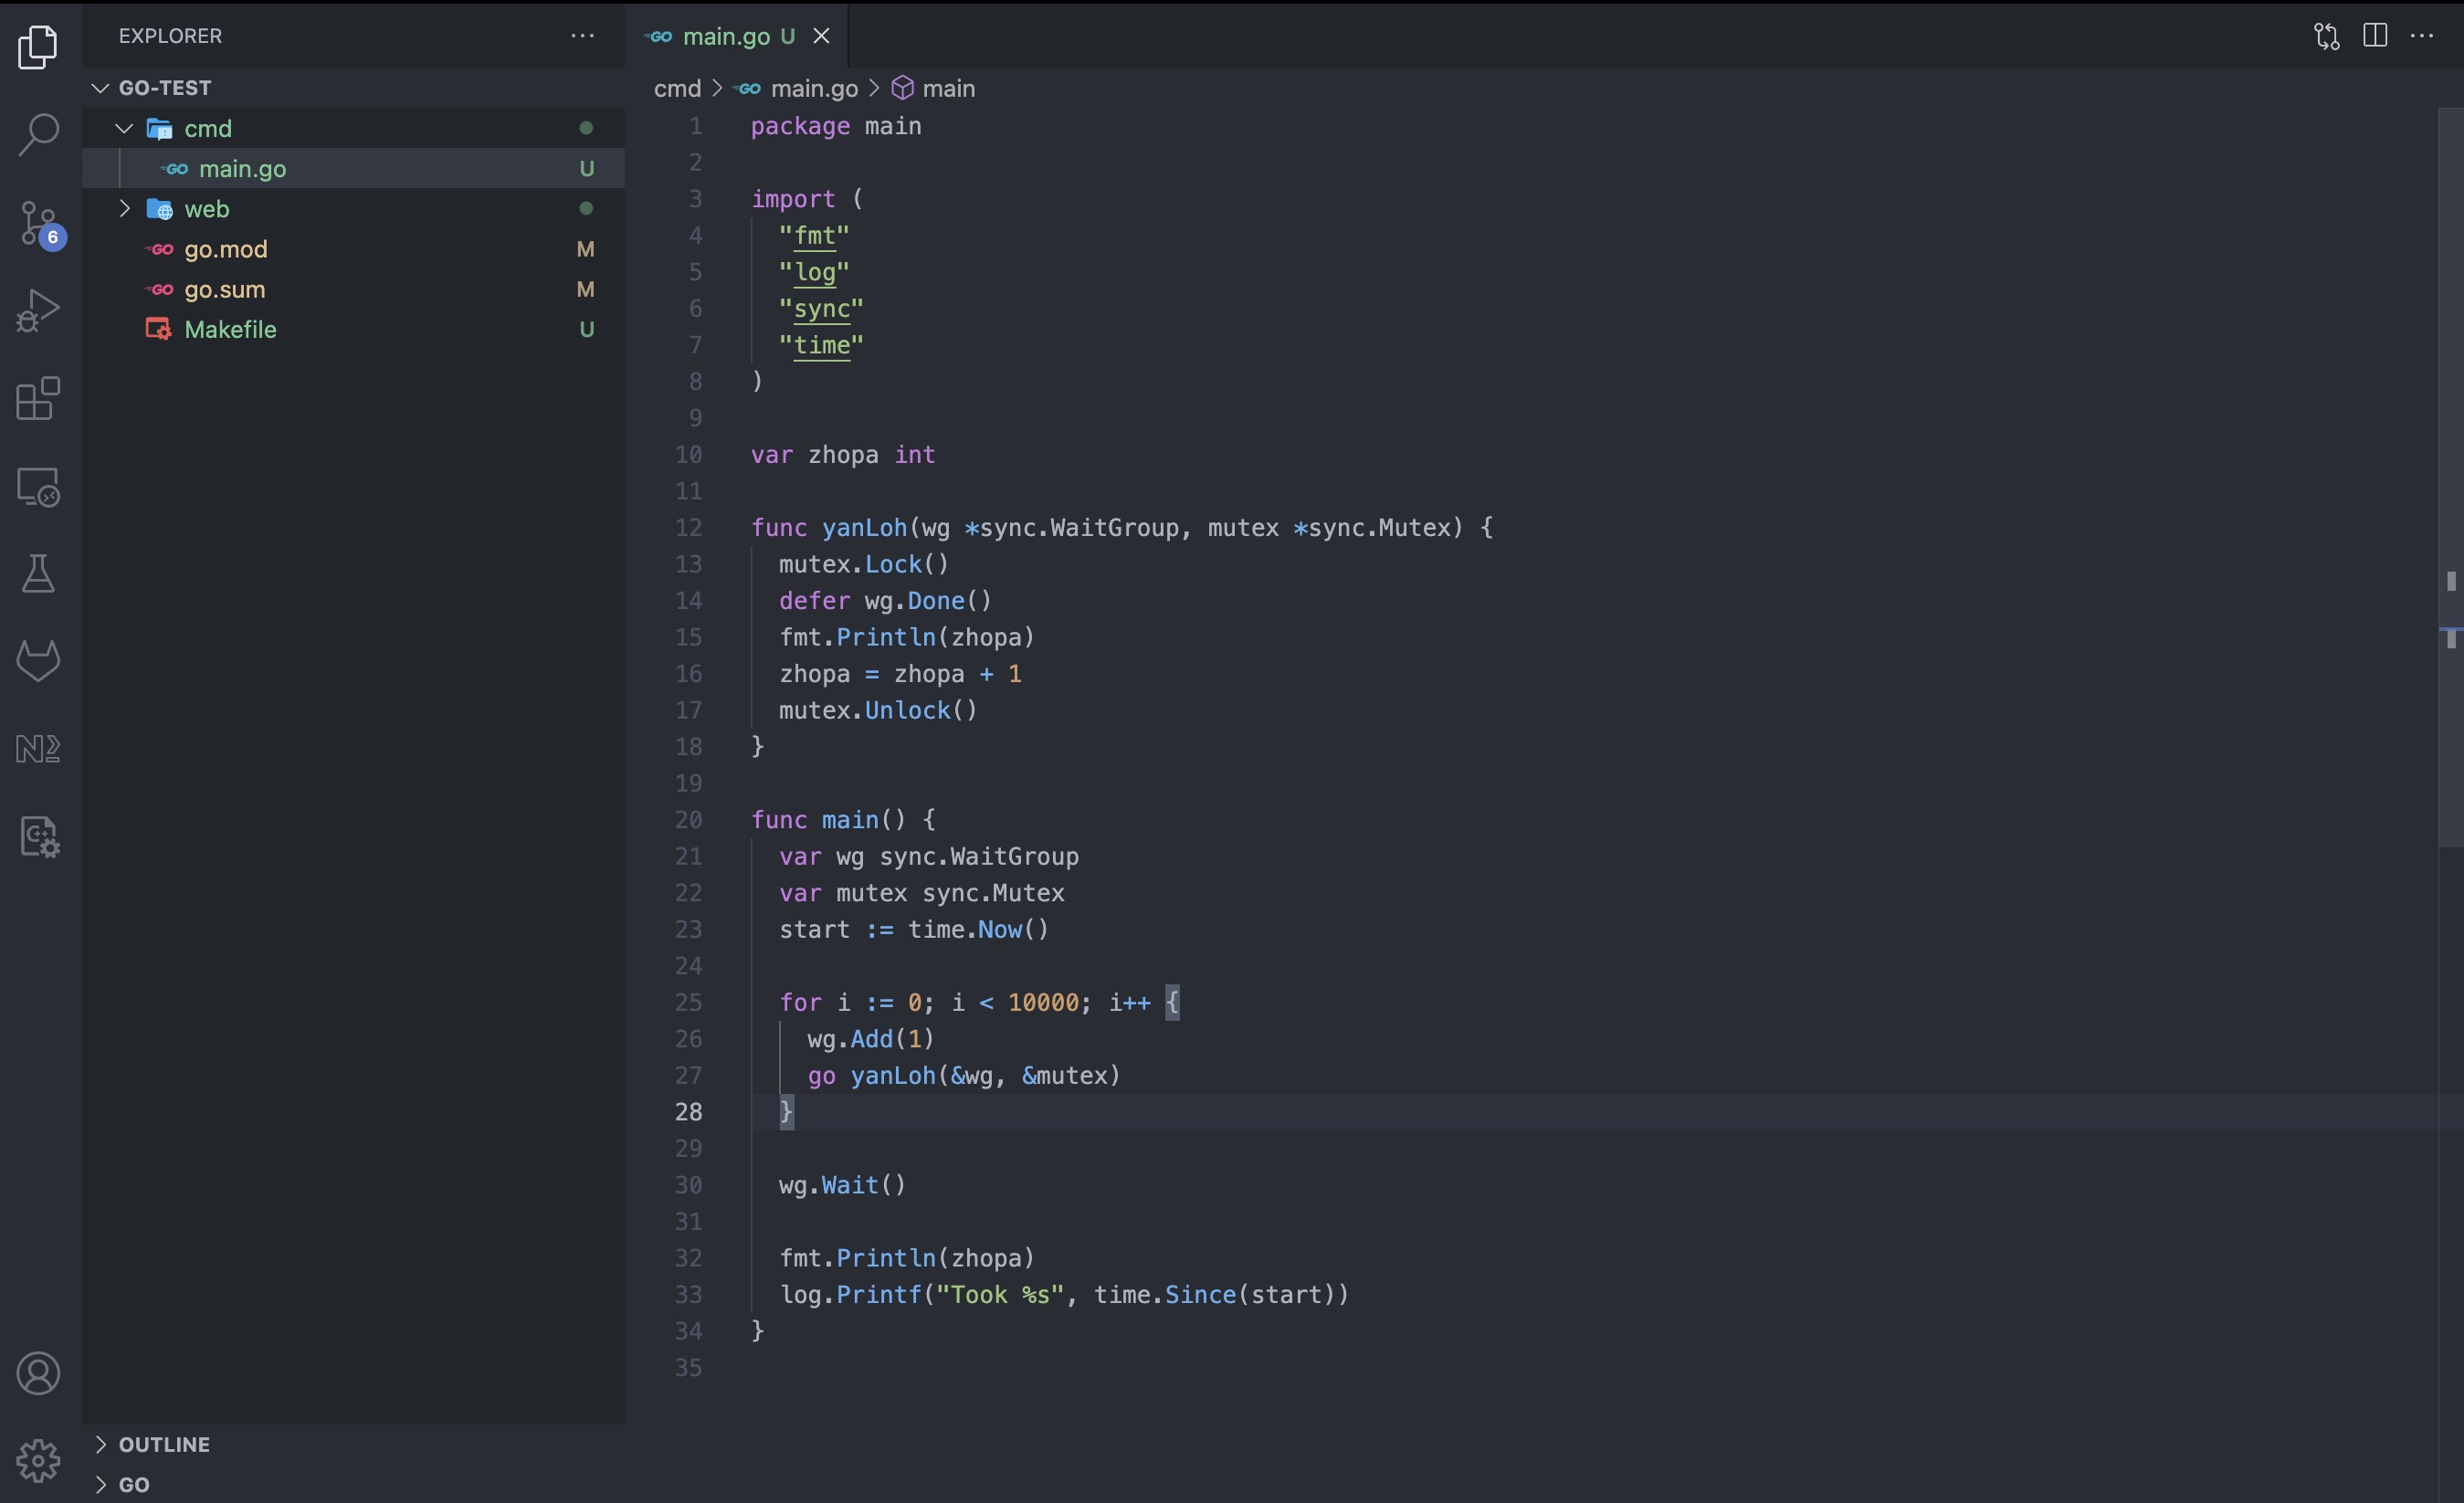 EXPLORER
GO-TEST
cmd
main.go U
web
go.mod M
go.sum M
Makefile U
6
OUTLINE
GO
GO main.go U
cmd > GO main.go > main
1 package main
2
3 import (
4 "fmt"
5 "log"
6 "sync"
7 "time"
8 )
9
10 var zhopa int
11
12 func yanLoh(wg *sync.WaitGroup, mutex *sync.Mutex) {
13 mutex.Lock()
14 defer wg.Done()
15 fmt.Println(zhopa)
16 zhopa = zhopa + 1
17 mutex.Unlock()
18 }
19
20 func main() {
21 var wg sync.WaitGroup
22 var mutex sync.Mutex
23 start := time.Now()
24
25 for i := 0; i < 10000; i++ {
26 wg.Add(1)
27 go yanLoh(&wg, &mutex)
28 }
29
30 wg.Wait()
31
32 fmt.Println(zhopa)
33 log.Printf("Took %s", time.Since(start))
34 }
35